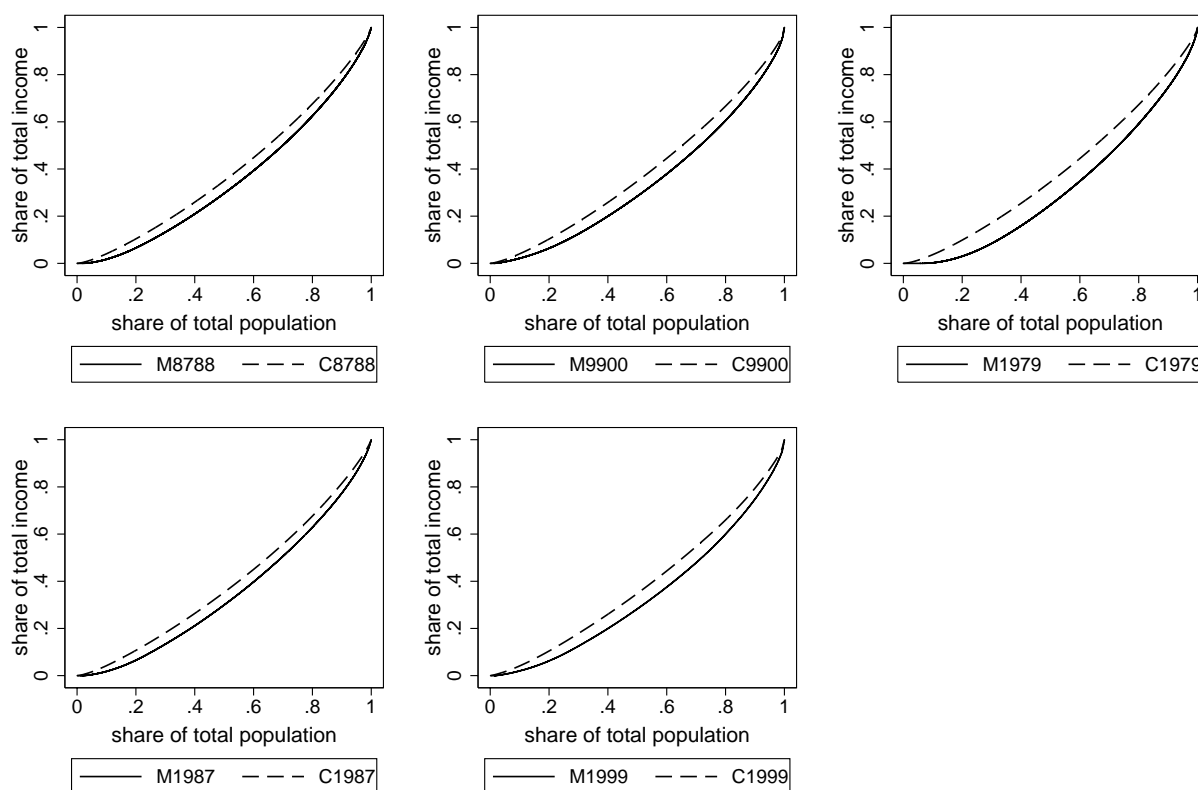 share of total income
0 .2 .4 .6 .8 1
0 .2 .4 .6 .8 1
share of total population
M8788 C8788
share of total income
0 .2 .4 .6 .8 1
0 .2 .4 .6 .8 1
share of total population
M9900 C9900
share of total income
0 .2 .4 .6 .8 1
0 .2 .4 .6 .8 1
share of total population
M1979 C1979
share of total income
0 .2 .4 .6 .8 1
0 .2 .4 .6 .8 1
share of total population
M1987 C1987
share of total income
0 .2 .4 .6 .8 1
0 .2 .4 .6 .8 1
share of total population
M1999 C1999